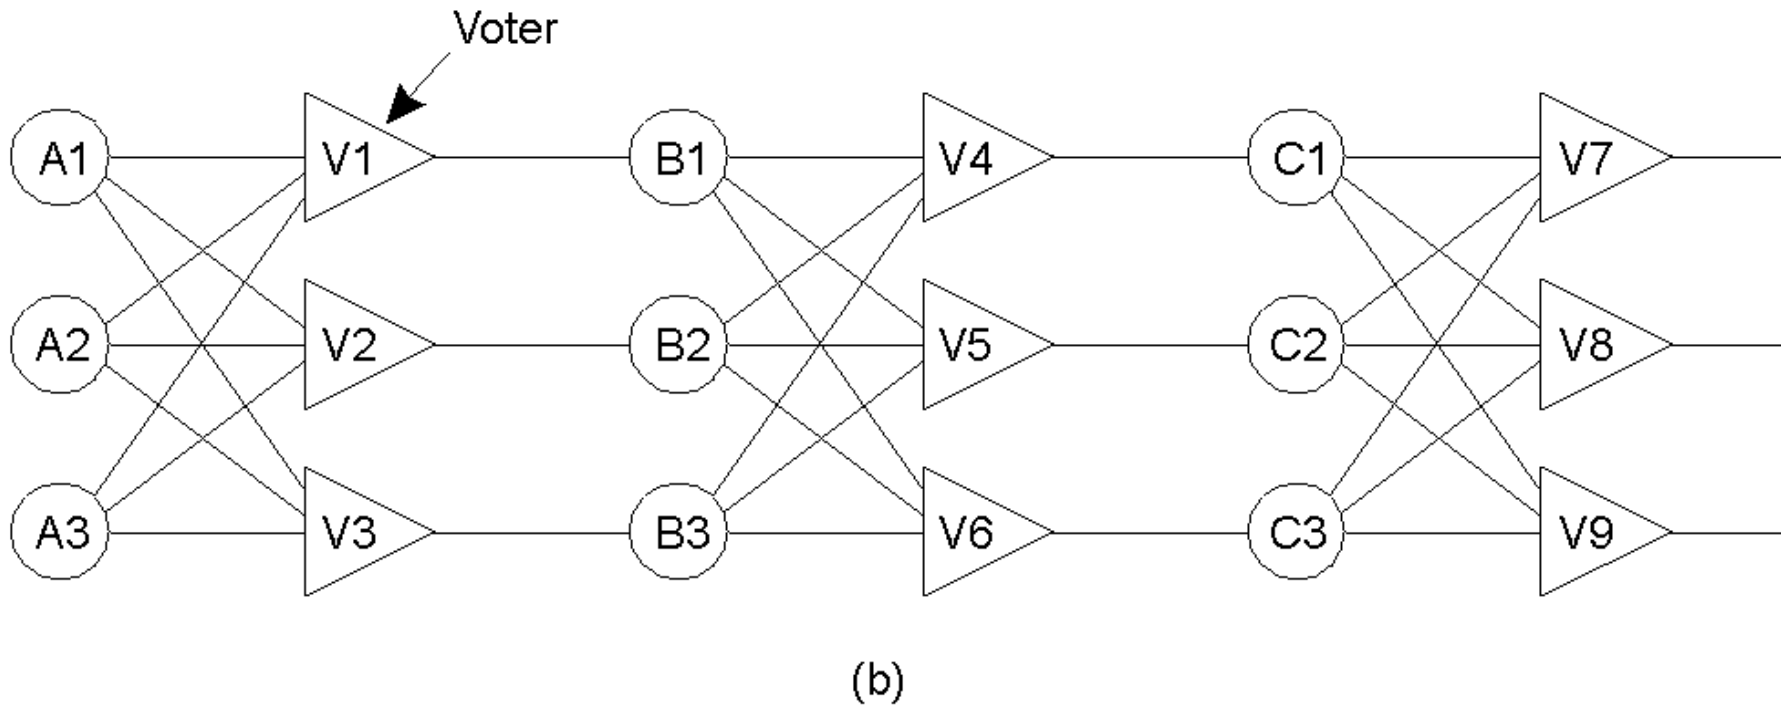 Voter
A1 V1 B1 V4 C1 V7
A2 V2 B2 V5 C2 V8
A3 V3 B3 V6 C3 V9
(b)